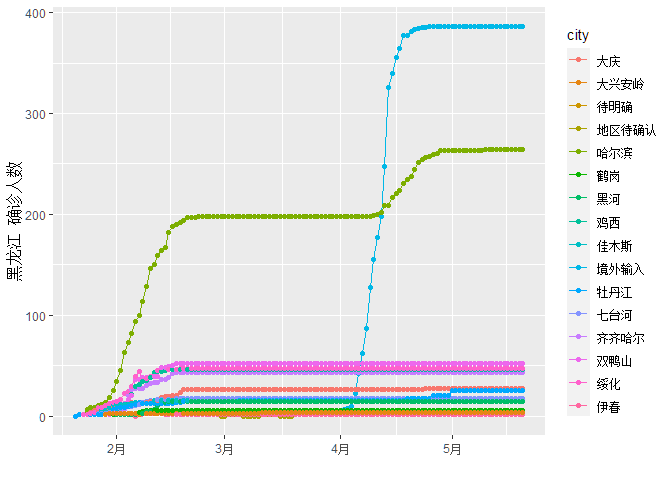 400
300
200
100
0
黑龙江 确诊人数
2月
3月
4月
5月
city
大庆
大兴安岭
待明确
地区待确认
哈尔滨
鹤岗
黑河
鸡西
佳木斯
境外输入
牡丹江
七台河
齐齐哈尔
双鸭山
绥化
伊春